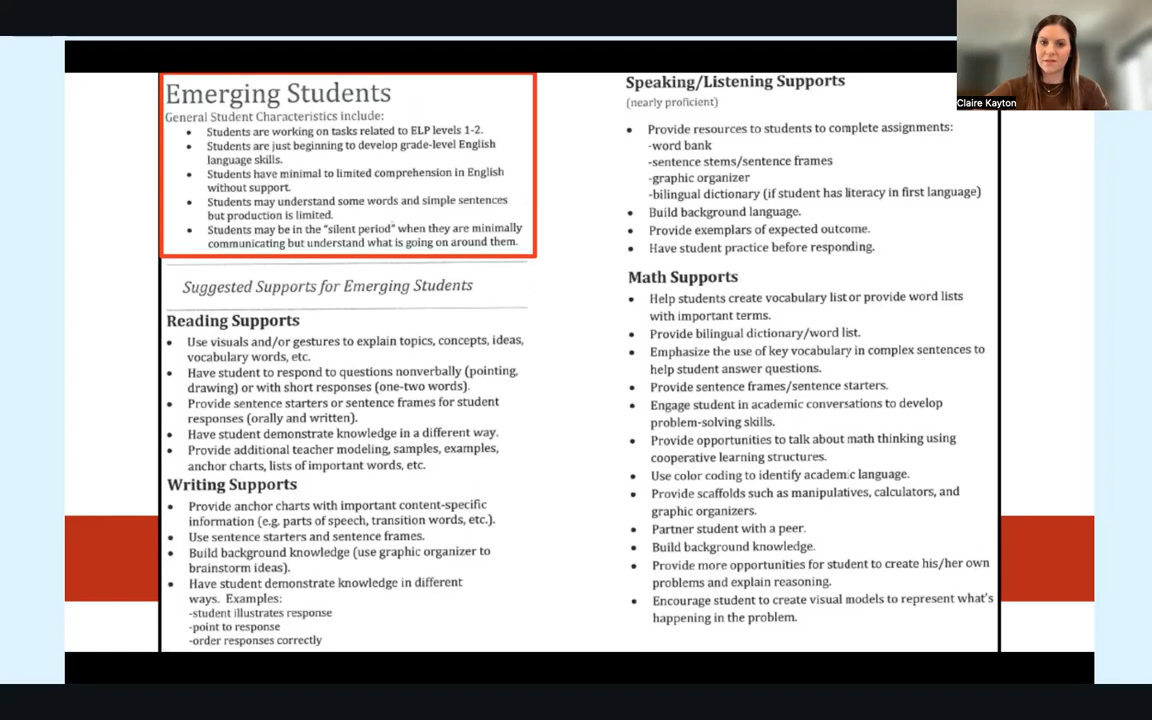 Emerging Students
General Student Characteristics include:
• Students are working on tasks related to ELP levels 1-2.
• Students are just beginning to develop grade-level English
language skills.
• Students have minimal to limited comprehension in English
without support.
• Students may understand some words and simple sentences
but production is limited.
• Students may be in the "silent period" when they are minimally
communicating but understand what is going on around them.
Suggested Supports for Emerging Students
Reading Supports
• Use visuals and/or gestures to explain topics, concepts, ideas,
vocabulary words, etc.
• Have student to respond to questions nonverbally (pointing,
drawing) or with short responses (one-two words).
• Provide sentence starters or sentence frames for student
responses (orally and written).
• Have student demonstrate knowledge in a different way.
• Provide additional teacher modeling, samples, examples,
anchor charts, lists of important words, etc.
Writing Supports
• Provide anchor charts with important content-specific
information (e.g. parts of speech, transition words, etc.).
• Use sentence starters and sentence frames.
• Build background knowledge (use graphic organizer to
brainstorm ideas).
• Have student demonstrate knowledge in different
ways. Examples:
-student illustrates response
-point to response
-order responses correctly
Speaking/Listening Supports
(nearly proficient)
• Provide resources to students to complete assignments:
-word bank
-sentence stems/sentence frames
-graphic organizer
-bilingual dictionary (if student has literacy in first language)
• Build background language.
• Provide exemplars of expected outcome.
• Have student practice before responding.
Math Supports
• Help students create vocabulary list or provide word lists
with important terms.
• Provide bilingual dictionary/word list.
• Emphasize the use of key vocabulary in complex sentences to
help student answer questions.
• Provide sentence frames/sentence starters.
• Engage student in academic conversations to develop
problem-solving skills.
• Provide opportunities to talk about math thinking using
cooperative learning structures.
• Use color coding to identify academic language.
• Provide scaffolds such as manipulatives, calculators, and
graphic organizers.
• Partner student with a peer.
• Build background knowledge.
• Provide more opportunities for student to create his/her own
problems and explain reasoning.
• Encourage student to create visual models to represent what's
happening in the problem.
Claire Kayton